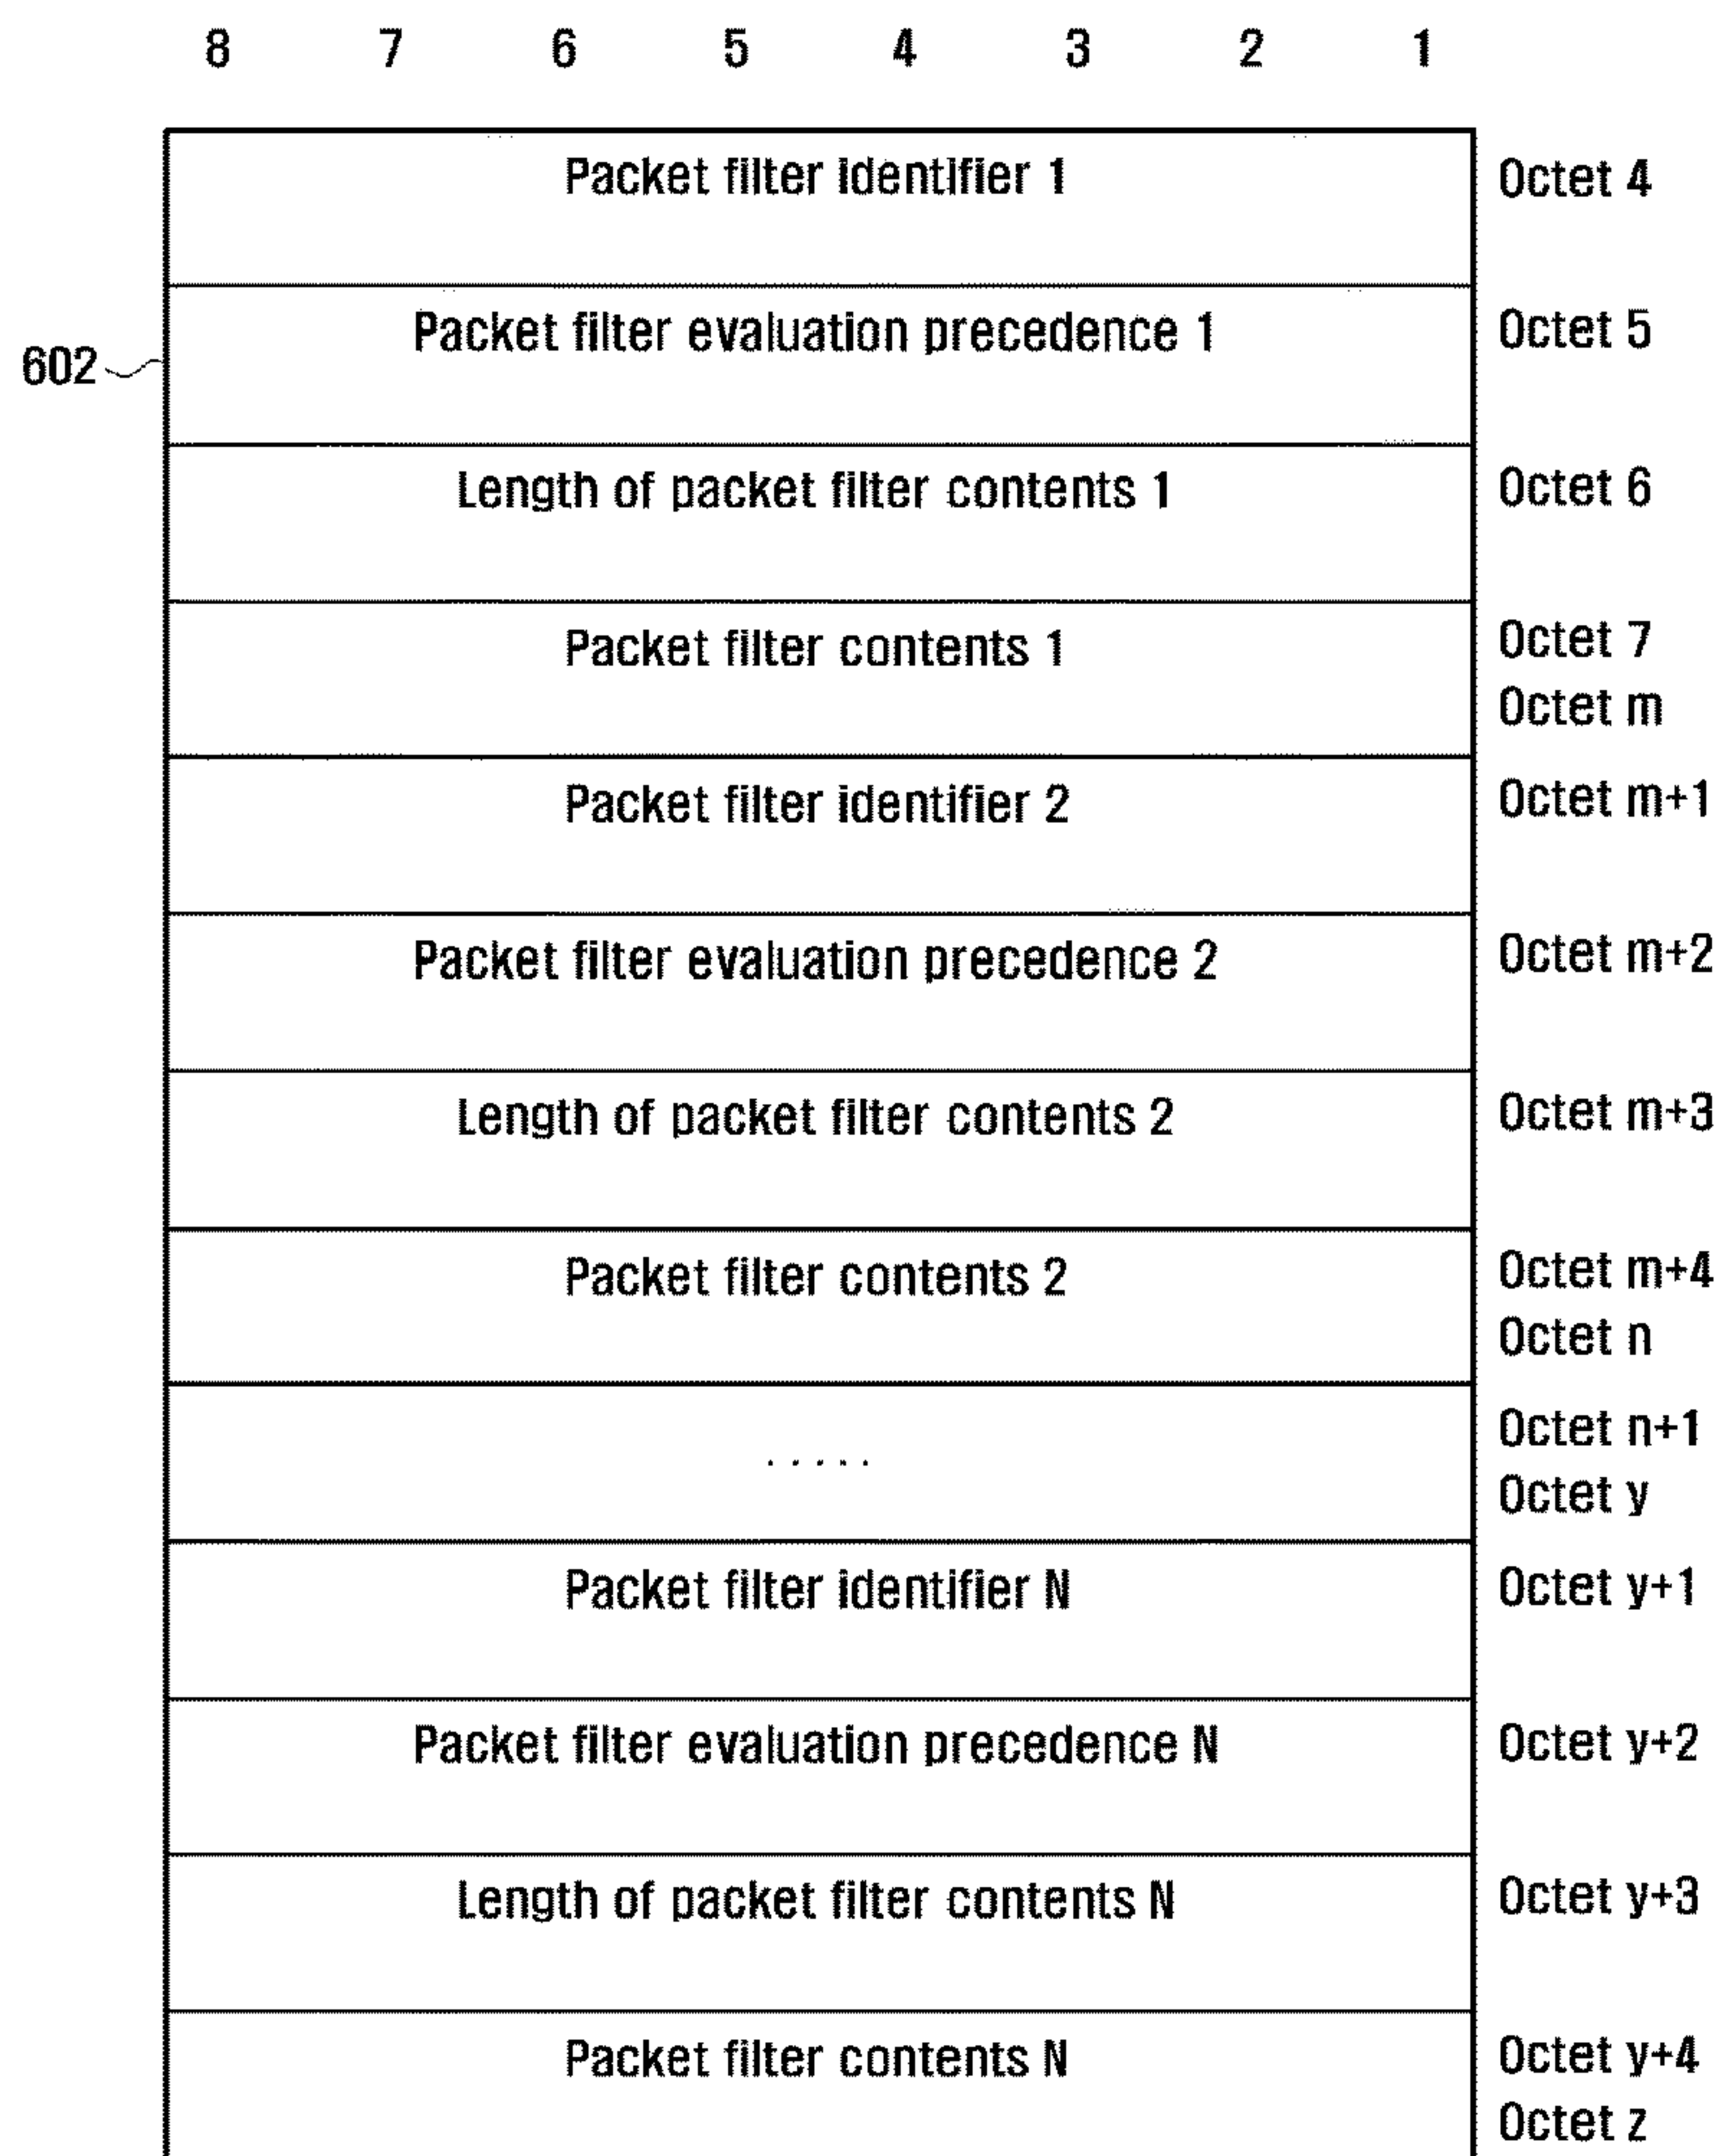 8 7 6 5 4 3 2 1
Packet filter identifier 1 Octet 4
Packet filter evaluation precedence 1 Octet 5
602
Length of packet filter contents 1 Octet 6
Packet filter contents 1 Octet 7
Octet m
Packet filter identifier 2 Octet m+1
Packet filter evaluation precedence 2 Octet m+2
Length of packet filter contents 2 Octet m+3
Packet filter contents 2 Octet m+4
Octet n
Octet n+1
.....
Octet y
Packet filter identifier N Octet y+1
Packet filter evaluation precedence N Octet y+2
Length of packet filter contents N Octet y+3
Packet filter contents N Octet y+4
Octet z